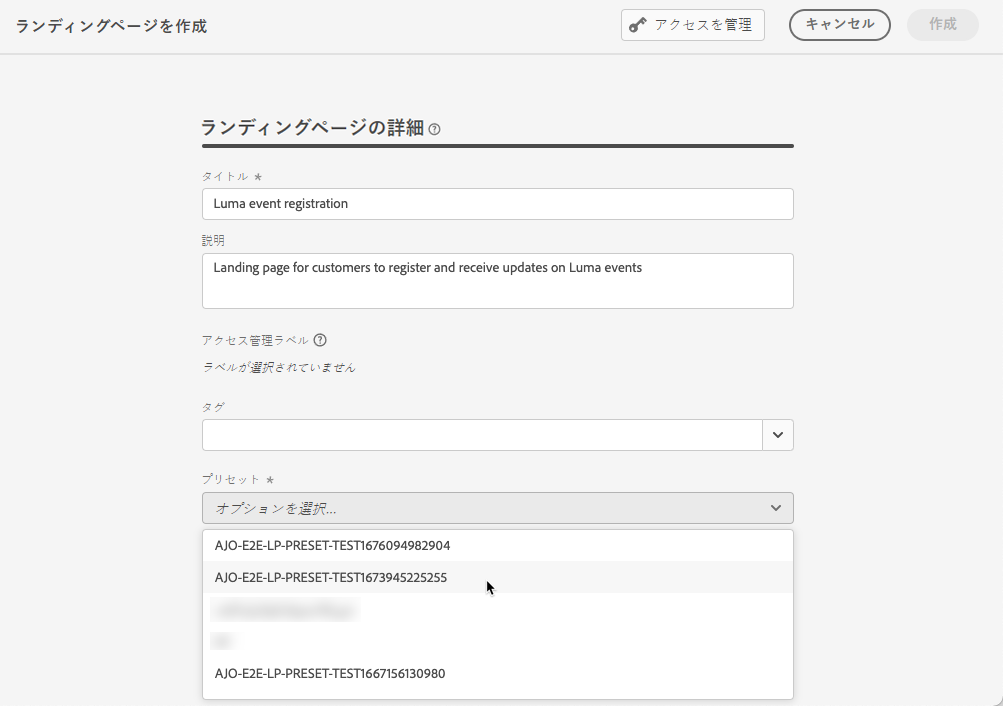 ランディングページを作成
アクセスを管理
キャンセル
作成
ランディングページの詳細
タイトル *
Luma event registration
説明
Landing page for customers to register and receive updates on Luma events
アクセス管理ラベル
ラベルが選択されていません
タグ
プリセット *
オプションを選択...
AJO-E2E-LP-PRESET-TEST1676094982904
AJO-E2E-LP-PRESET-TEST1673945225255
AJO-E2E-LP-PRESET-TEST1667156130980